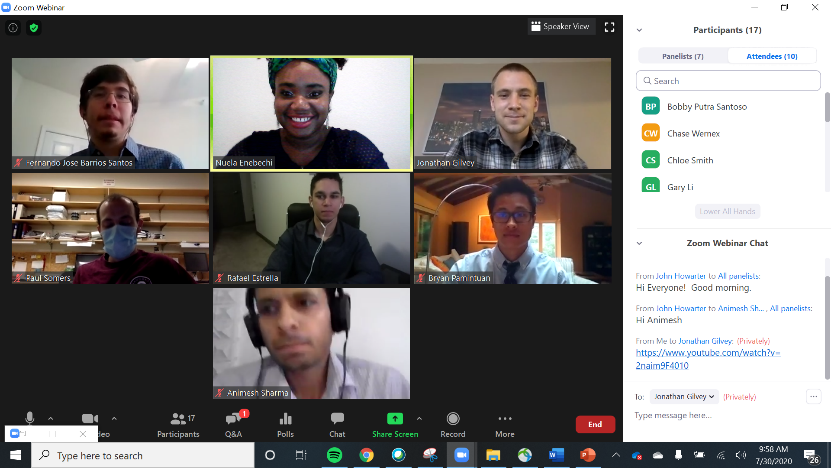 Zoom Webinar
Speaker View
Fernando Jose Barrios Santos
Nuela Enebechi
Jonathan Gilvey
Paul Somers
Rafael Estrella
Bryan Pamintuan
Animesh Sharma
Participants (17)
Panelists (7)
Attendees (10)
Search
BP Bobby Putra Santoso
CW Chase Wernex
CS Chloe Smith
GL Gary Li
Lower All Hands
Zoom Webinar Chat
From John Howarter to All panelists:
Hi Everyone! Good morning.
From John Howarter to Animesh Sh..., All panelists:
Hi Animesh
From Me to Jonathan Gilvey: (Privately)
https://www.youtube.com/watch?v=
2naim9F4010
To: Jonathan Gilvey (Privately)
Type message here...
17
1
deo
Participants
Q&A
Polls
Chat
Share Screen
Record
More
End
Type here to search
9:58 AM
7/30/2020
26